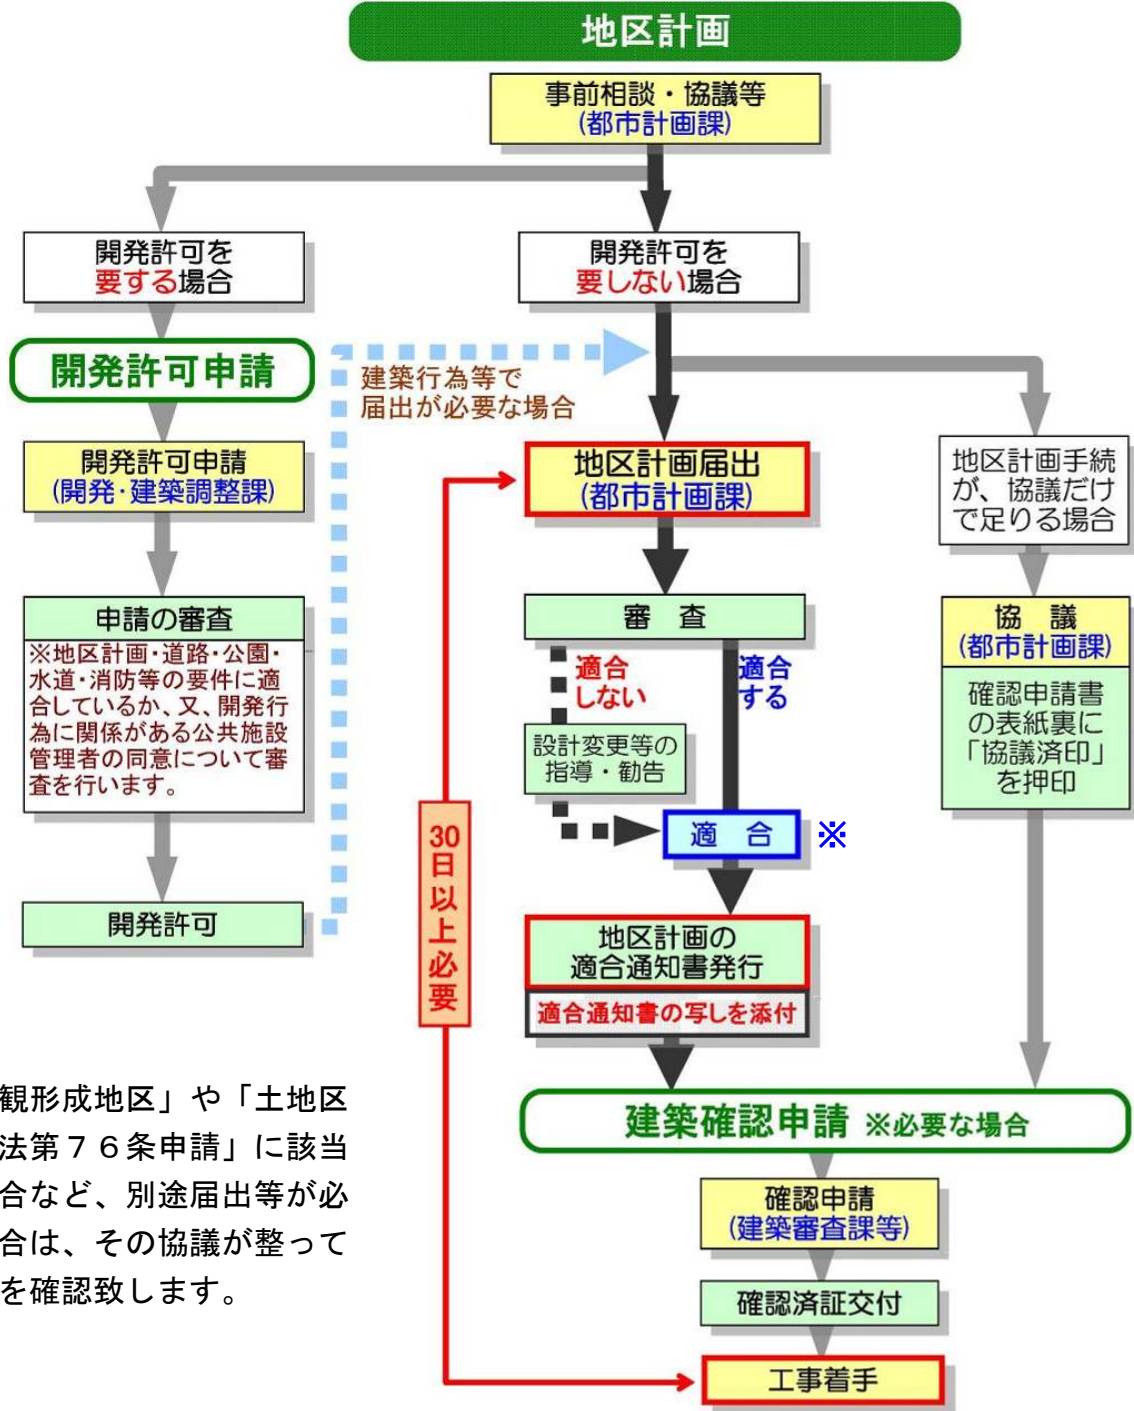 地区計画
事前相談・協議等
(都市計画課)
開発許可を
要する場合
開発許可を
要しない場合
開発許可申請
建築行為等で
届出が必要な場合
開発許可申請
(開発・建築調整課)
地区計画届出
(都市計画課)
地区計画手続
が、協議だけ
で足りる場合
申請の審査
※地区計画・道路・公園・
水道・消防等の要件に適
合しているか、又、開発行
為に関係がある公共施設
管理者の同意について審
査を行います。
審　査
適合
しない
適合
する
協　議
(都市計画課)
確認申請書
の表紙裏に
「協議済印」
を押印
設計変更等の
指導・勧告
適　合
※
30
日
以
上
必
要
開発許可
地区計画の
適合通知書発行
適合通知書の写しを添付
観形成地区」や「土地区
法第７６条申請」に該当
合など、別途届出等が必
合は、その協議が整って
を確認致します。
建築確認申請 ※必要な場合
確認申請
(建築審査課等)
確認済証交付
工事着手